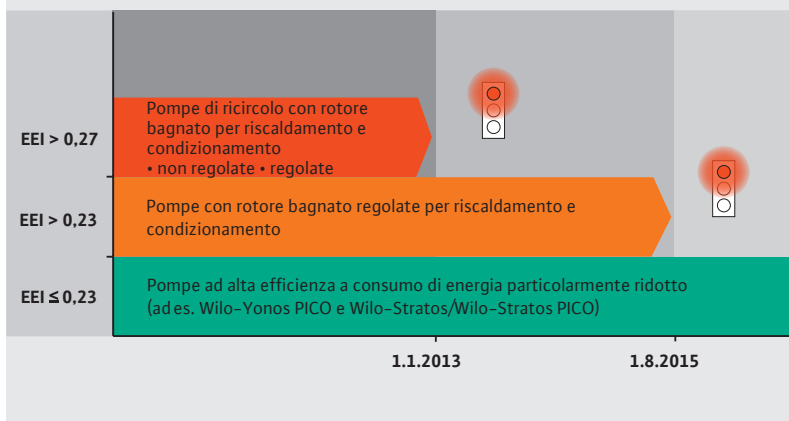 EEI > 0,27
Pompe di ricircolo con rotore
bagnato per riscaldamento e
condizionamento
• non regolate • regolate
EEI > 0,23
Pompe con rotore bagnato regolate per riscaldamento e
condizionamento
EEI ≤ 0,23
Pompe ad alta efficienza a consumo di energia particolarmente ridotto
(ad es. Wilo-Yonos PICO e Wilo-Stratos/Wilo-Stratos PICO)
1.1.2013
1.8.2015